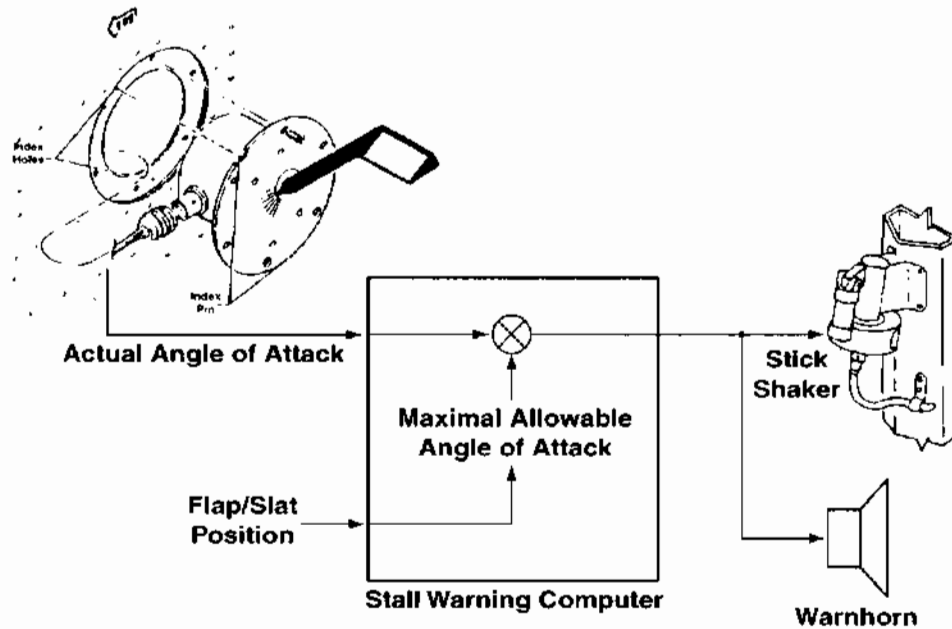 Index
Holes
Index
Pin
Actual Angle of Attack
Maximal Allowable
Angle of Attack
Flap/Slat
Position
Stall Warning Computer
Stick
Shaker
Warnhorn